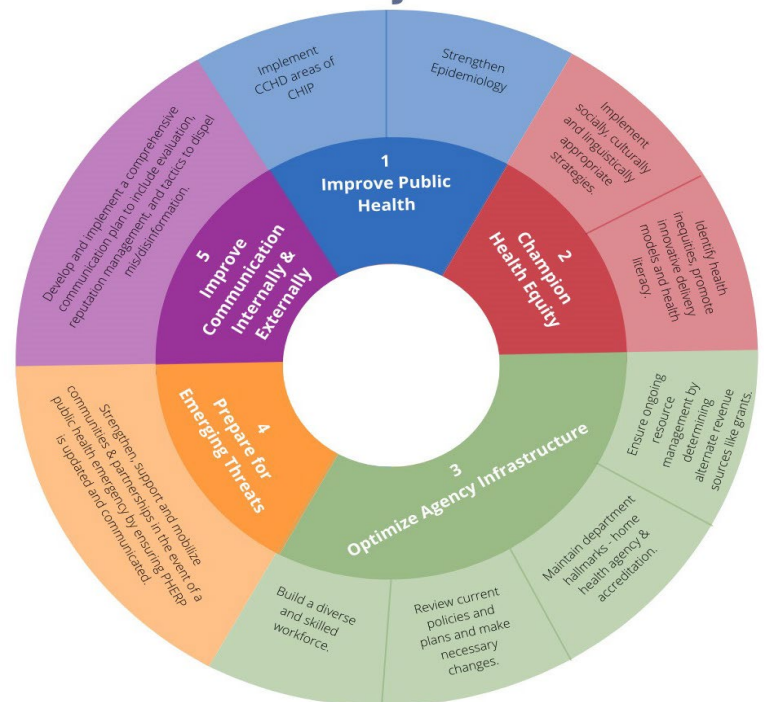 1
Improve Public
Health
Implement
CCHD areas of
CHIP
Strengthen
Epidemiology
2
Champion
Health Equity
Implement
socially, culturally
and linguistically
appropriate
strategies.
Identify health
inequities, promote
innovative delivery
models and health
literacy.
3
Optimize Agency Infrastructure
Ensure ongoing
resource
management by
determining
alternate revenue
sources like grants.
Maintain department
hallmarks - home
health agency &
accreditation.
Review current
policies and
plans and make
necessary
changes.
Build a diverse
and skilled
workforce.
4
Prepare for
Emerging Threats
Strengthen, support and mobilize
communities & partnerships in the event of a
public health emergency by ensuring PHERP
is updated and communicated.
5
Improve
Communication
Internally &
Externally
Develop and implement a comprehensive
communication plan to include evaluation,
reputation management, and tactics to dispel
mis/disinformation.